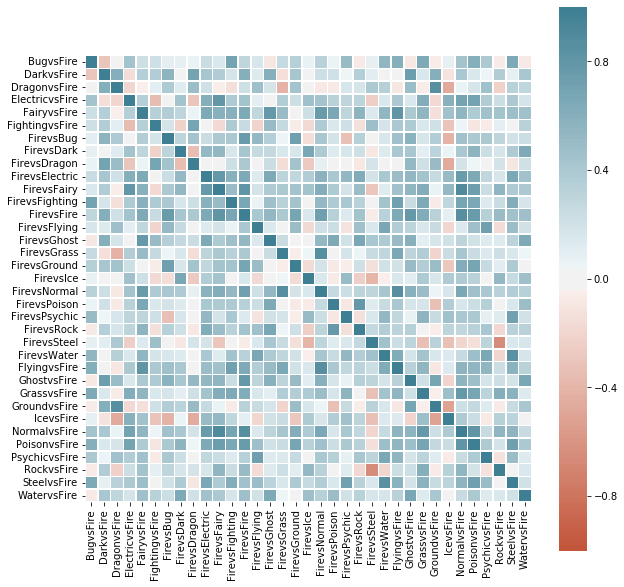 BugvsFire
DarkvsFire
DragonvsFire
ElectricvsFire
FairyvsFire
FightingvsFire
FirevsBug
FirevsDark
FirevsDragon
FirevsElectric
FirevsFairy
FirevsFighting
FirevsFire
FirevsFlying
FirevsGhost
FirevsGrass
FirevsGround
FirevsIce
FirevsNormal
FirevsPoison
FirevsPsychic
FirevsRock
FirevsSteel
FirevsWater
FlyingvsFire
GhostvsFire
GrassvsFire
GroundvsFire
IcevsFire
NormalvsFire
PoisonvsFire
PsychicvsFire
RockvsFire
SteelvsFire
WatervsFire
BugvsFire
DarkvsFire
DragonvsFire
ElectricvsFire
FairyvsFire
FightingvsFire
FirevsBug
FirevsDark
FirevsDragon
FirevsElectric
FirevsFairy
FirevsFighting
FirevsFire
FirevsFlying
FirevsGhost
FirevsGrass
FirevsGround
FirevsIce
FirevsNormal
FirevsPoison
FirevsPsychic
FirevsRock
FirevsSteel
FirevsWater
FlyingvsFire
GhostvsFire
GrassvsFire
GroundvsFire
IcevsFire
NormalvsFire
PoisonvsFire
PsychicvsFire
RockvsFire
SteelvsFire
WatervsFire
0.8
0.4
0.0
−0.4
−0.8